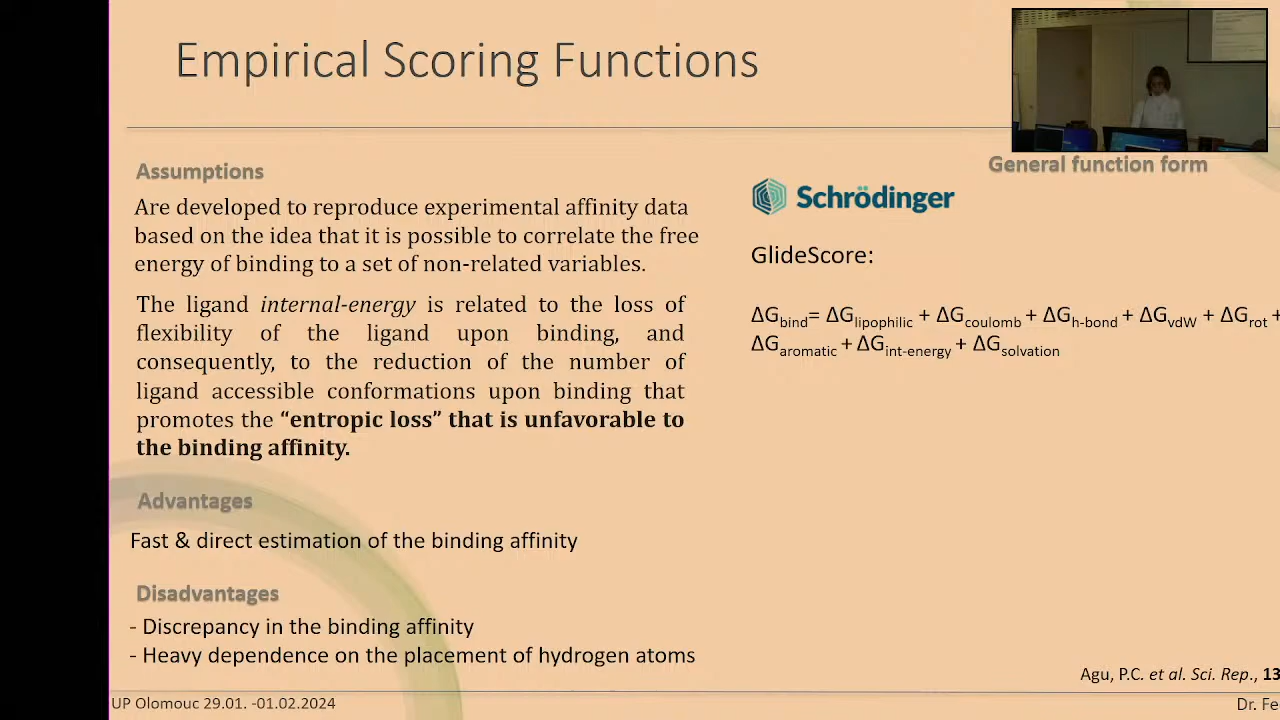 Empirical Scoring Functions
Assumptions
Are developed to reproduce experimental affinity data
based on the idea that it is possible to correlate the free
energy of binding to a set of non-related variables.
The ligand internal-energy is related to the loss of
flexibility of the ligand upon binding, and
consequently, to the reduction of the number of
ligand accessible conformations upon binding that
promotes the “entropic loss” that is unfavorable to
the binding affinity.
Advantages
Fast & direct estimation of the binding affinity
Disadvantages
- Discrepancy in the binding affinity
- Heavy dependence on the placement of hydrogen atoms
General function form
Schrödinger
GlideScore:
ΔGbind= ΔGlipophilic + ΔGcoulomb + ΔGh-bond + ΔGvdW + ΔGrot +
ΔGaromatic + ΔGint-energy + ΔGsolvation
Agu, P.C. et al. Sci. Rep., 13
UP Olomouc 29.01. -01.02.2024
Dr. Fe